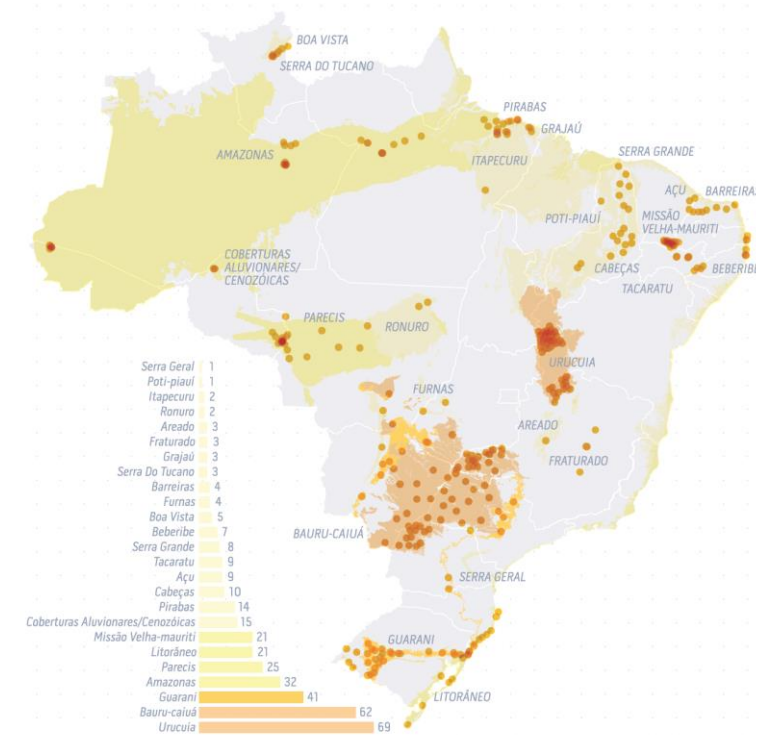 BOA VISTA
SERRA DO TUCANO
PIRABAS
GRAJAÚ
AMAZONAS
ITAPECURU
SERRA GRANDE
AÇU
BARREIRA
POTI-PIAUÍ
MISSÃO
VELHA-MAURITI
COBERTURAS
ALUVIONARES/
CENOZÓICAS
CABEÇAS
BEBERIBE
TACARATU
PARECIS
RONURO
URUCUIA
FURNAS
AREADO
FRATURADO
BAURU-CAIUÁ
SERRA GERAL
GUARANI
LITORÂNEO
Serra Geral 1
Poti-piauí 1
Itapecuru 2
Ronuro 2
Areado 3
Fraturado 3
Grajaú 3
Serra Do Tucano 3
Barreiras 4
Furnas 4
Boa Vista 5
Beberibe 7
Serra Grande 8
Tacaratu 9
Açu 9
Cabeças 10
Pirabas 14
Coberturas Aluvionares/Cenozóicas 15
Missão Velha-mauriti 21
Litorâneo 21
Parecis 25
Amazonas 32
Guarani 41
Bauru-caiuá 62
Urucuia 69